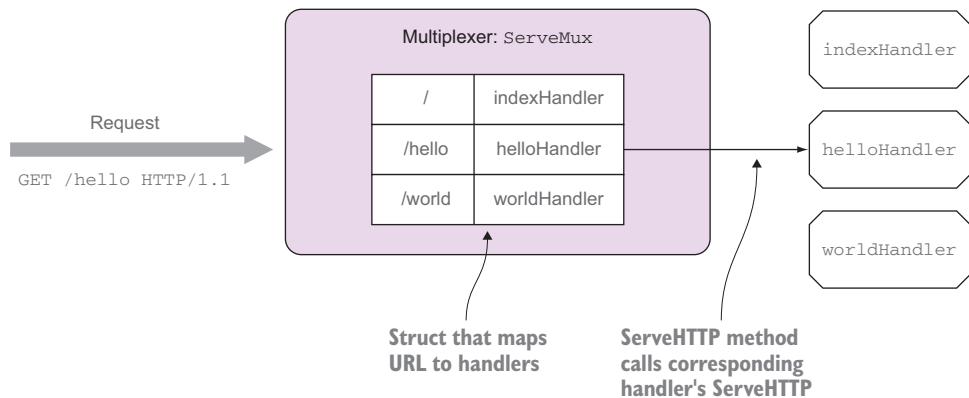 Multiplexer: ServeMux
/ indexHandler
/hello helloHandler
/world worldHandler
Request
GET /hello HTTP/1.1
indexHandler
helloHandler
worldHandler
Struct that maps
URL to handlers
ServeHTTP method
calls corresponding
handler's ServeHTTP